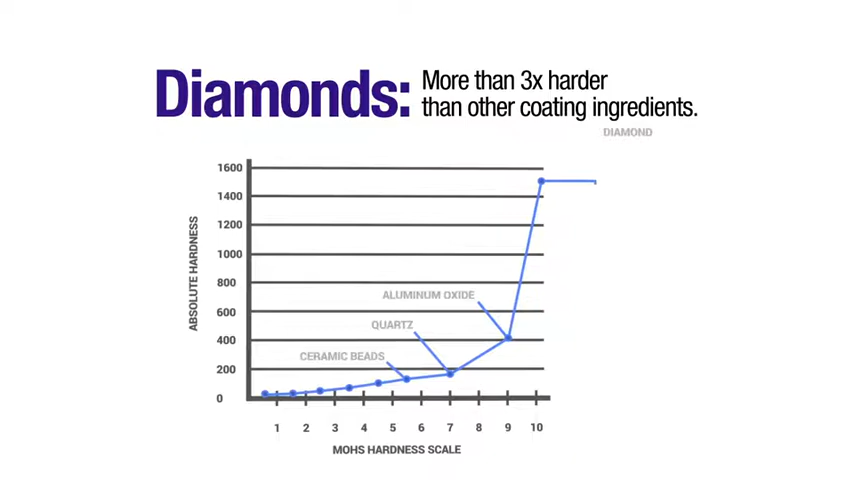 Diamonds: More than 3x harder
than other coating ingredients.
DIAMOND
1600
1400
1200
1000
800
600
400
200
0
ABSOLUTE HARDNESS
ALUMINUM OXIDE
QUARTZ
CERAMIC BEADS
1 2 3 4 5 6 7 8 9 10
MOHS HARDNESS SCALE